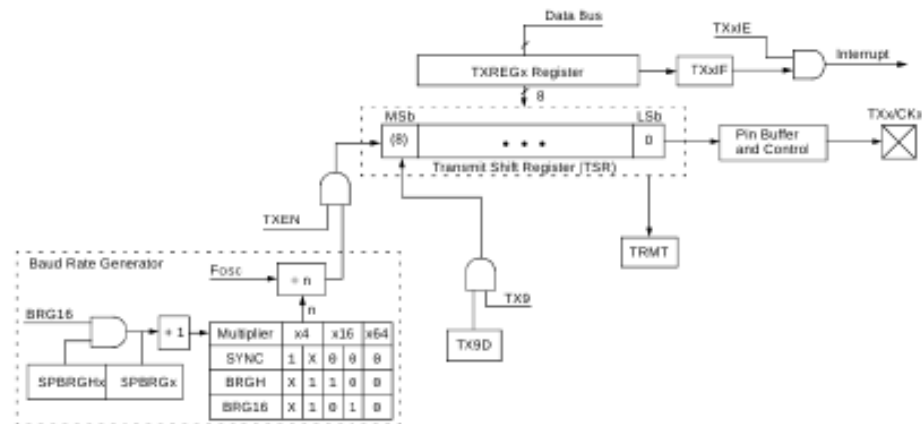 Data Bus
TXxIE
Interrupt
TXREGx Register
TXxIF
8
MSb
LSb
TXx/CKx
(8)
• • •
0
Pin Buffer
and Control
Transmit Shift Register (TSR)
TXEN
TRMT
Baud Rate Generator
Fosc
÷ n
TX9
n
BRG16
+ 1
Multiplier x4 x16 x64
TX9D
SYNC 1 X 0 0 0
SPBRGHx SPBRGx
BRGH X 1 1 0 0
BRG16 X 1 0 1 0